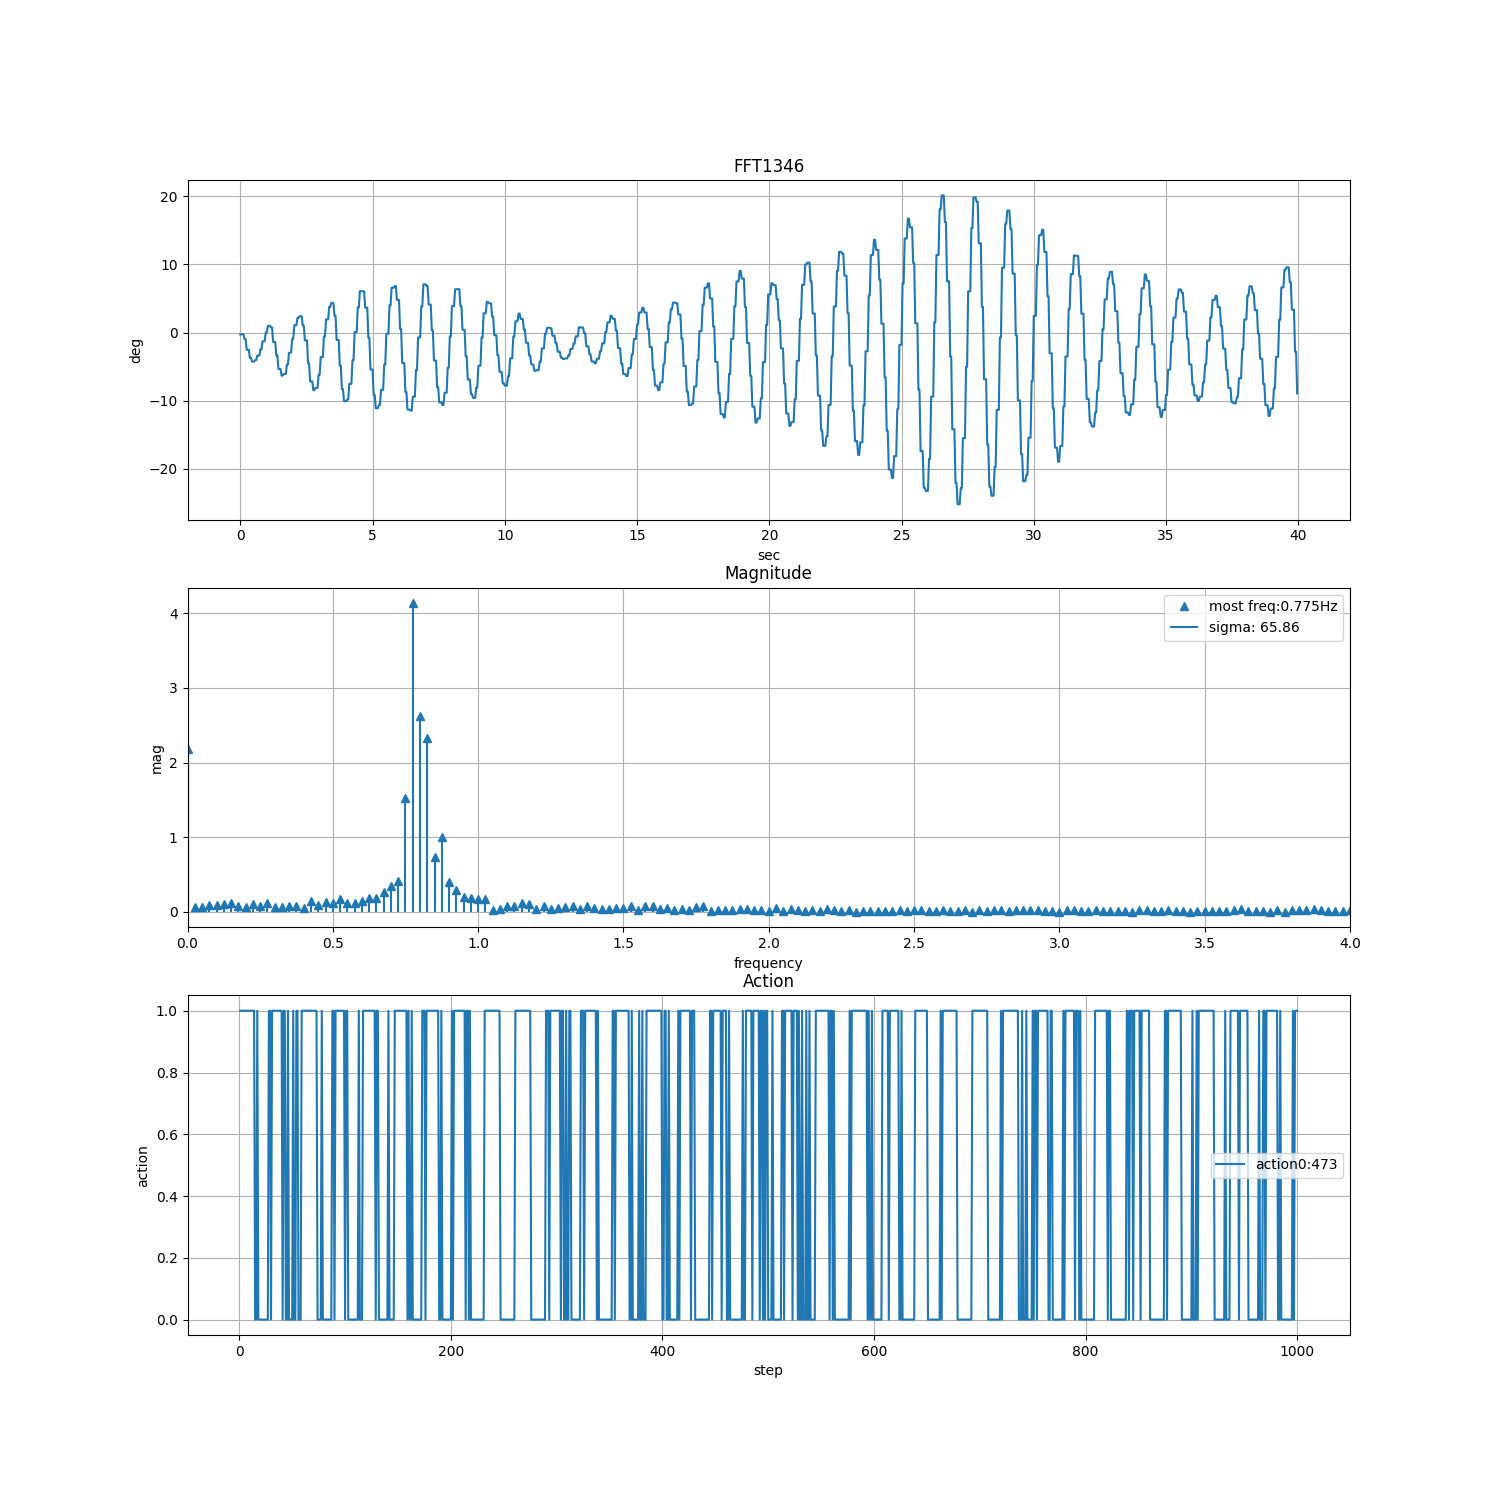 FFT1346
20
10
0
−10
−20
deg
0 5 10 15 20 25 30 35 40
sec
Magnitude
most freq:0.775Hz
sigma: 65.86
4
3
2
1
0
mag
0.0 0.5 1.0 1.5 2.0 2.5 3.0 3.5 4.0
frequency
Action
1.0
0.8
0.6
0.4
0.2
0.0
action
action0:473
0 200 400 600 800 1000
step